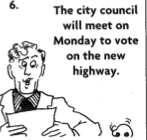 6.
The city council
will meet on
Monday to vote
on the new
highway.